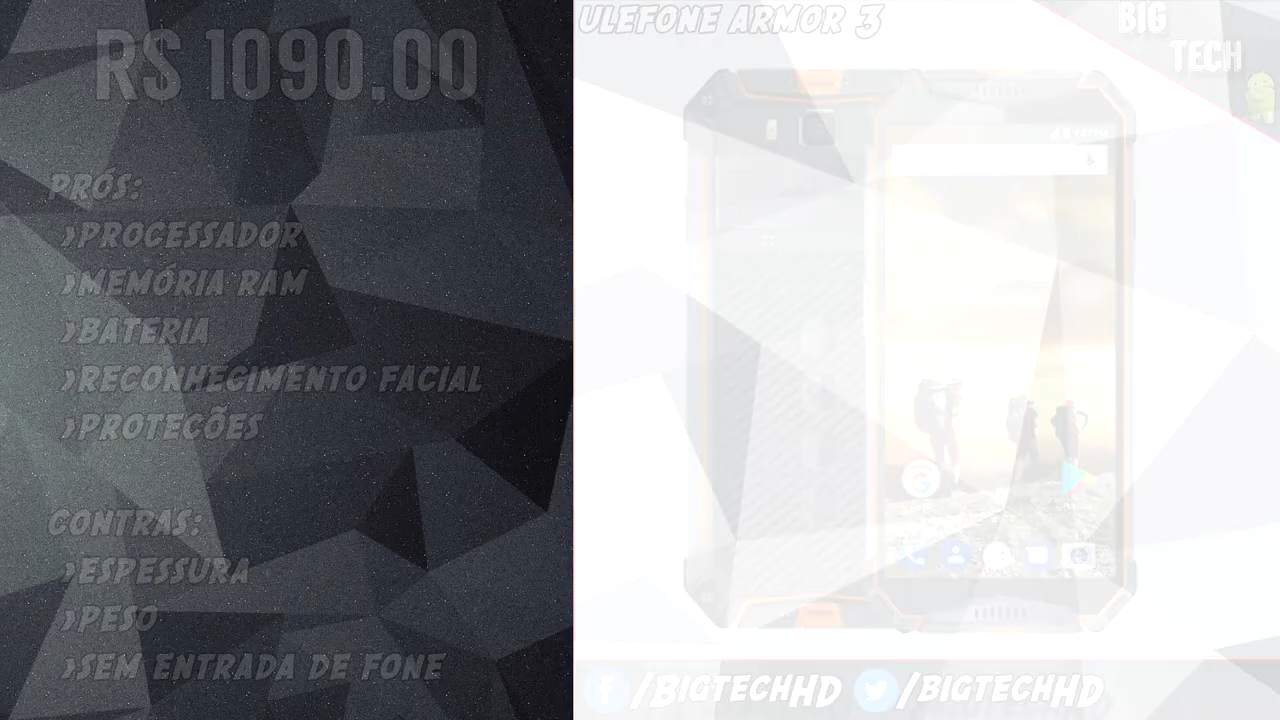 R$ 1090,00
PRÓS:
›PROCESSADOR
›MEMÓRIA RAM
›BATERIA
›RECONHECIMENTO FACIAL
›PROTEÇÕES
CONTRAS:
›ESPESSURA
›PESO
›SEM ENTRADA DE FONE
ULEFONE ARMOR 3
BIG
TECH
/BIGTECHHD /BIGTECHHD